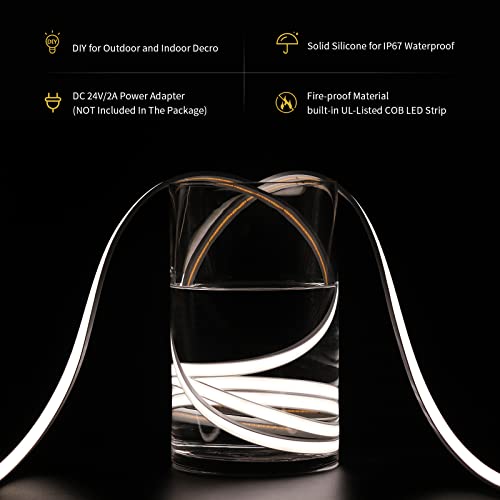 DIY
DIY for Outdoor and Indoor Decro
Solid Silicone for IP67 Waterproof
DC 24V/2A Power Adapter
(NOT Included In The Package)
Fire-proof Material
built-in UL-Listed COB LED Strip